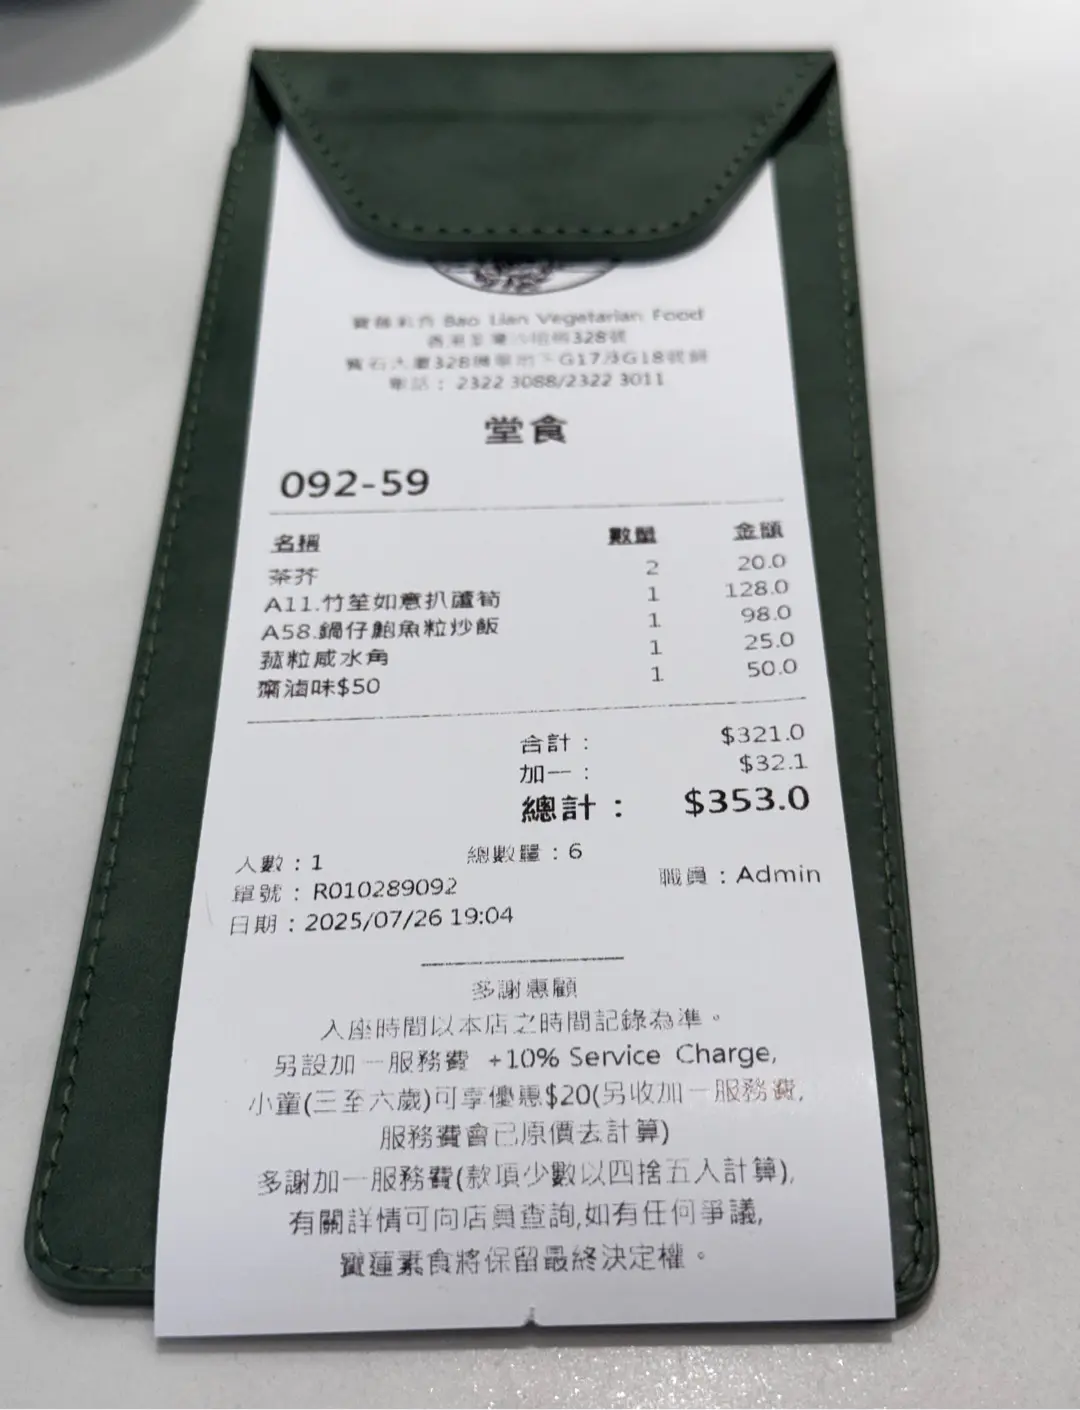 寶蓮素食 Bao Lian Vegetarian Food
香港荃灣沙咀道328號
寶石大廈328機舉地下G17及G18號舖
電話：2322 3088/2322 3011
堂食
092-59
名稱 數量 金額
茶芥 2 20.0
A11.竹笙如意扒蘆筍 1 128.0
A58.鍋仔鮑魚粒炒飯 1 98.0
菰粒咸水角 1 25.0
齋滷味$50 1 50.0
合計： $321.0
加一： $32.1
總計： $353.0
人數：1 總數量：6
單號：R010289092 職員：Admin
日期：2025/07/26 19:04
多謝惠顧
入座時間以本店之時間記錄為準。
另設加一服務費 +10% Service Charge,
小童(三至六歲)可享優惠$20(另收加一服務費,
服務費會已原價去計算)
多謝加一服務費(款項少數以四捨五入計算),
有關詳情可向店員查詢,如有任何爭議,
寶蓮素食將保留最終決定權。